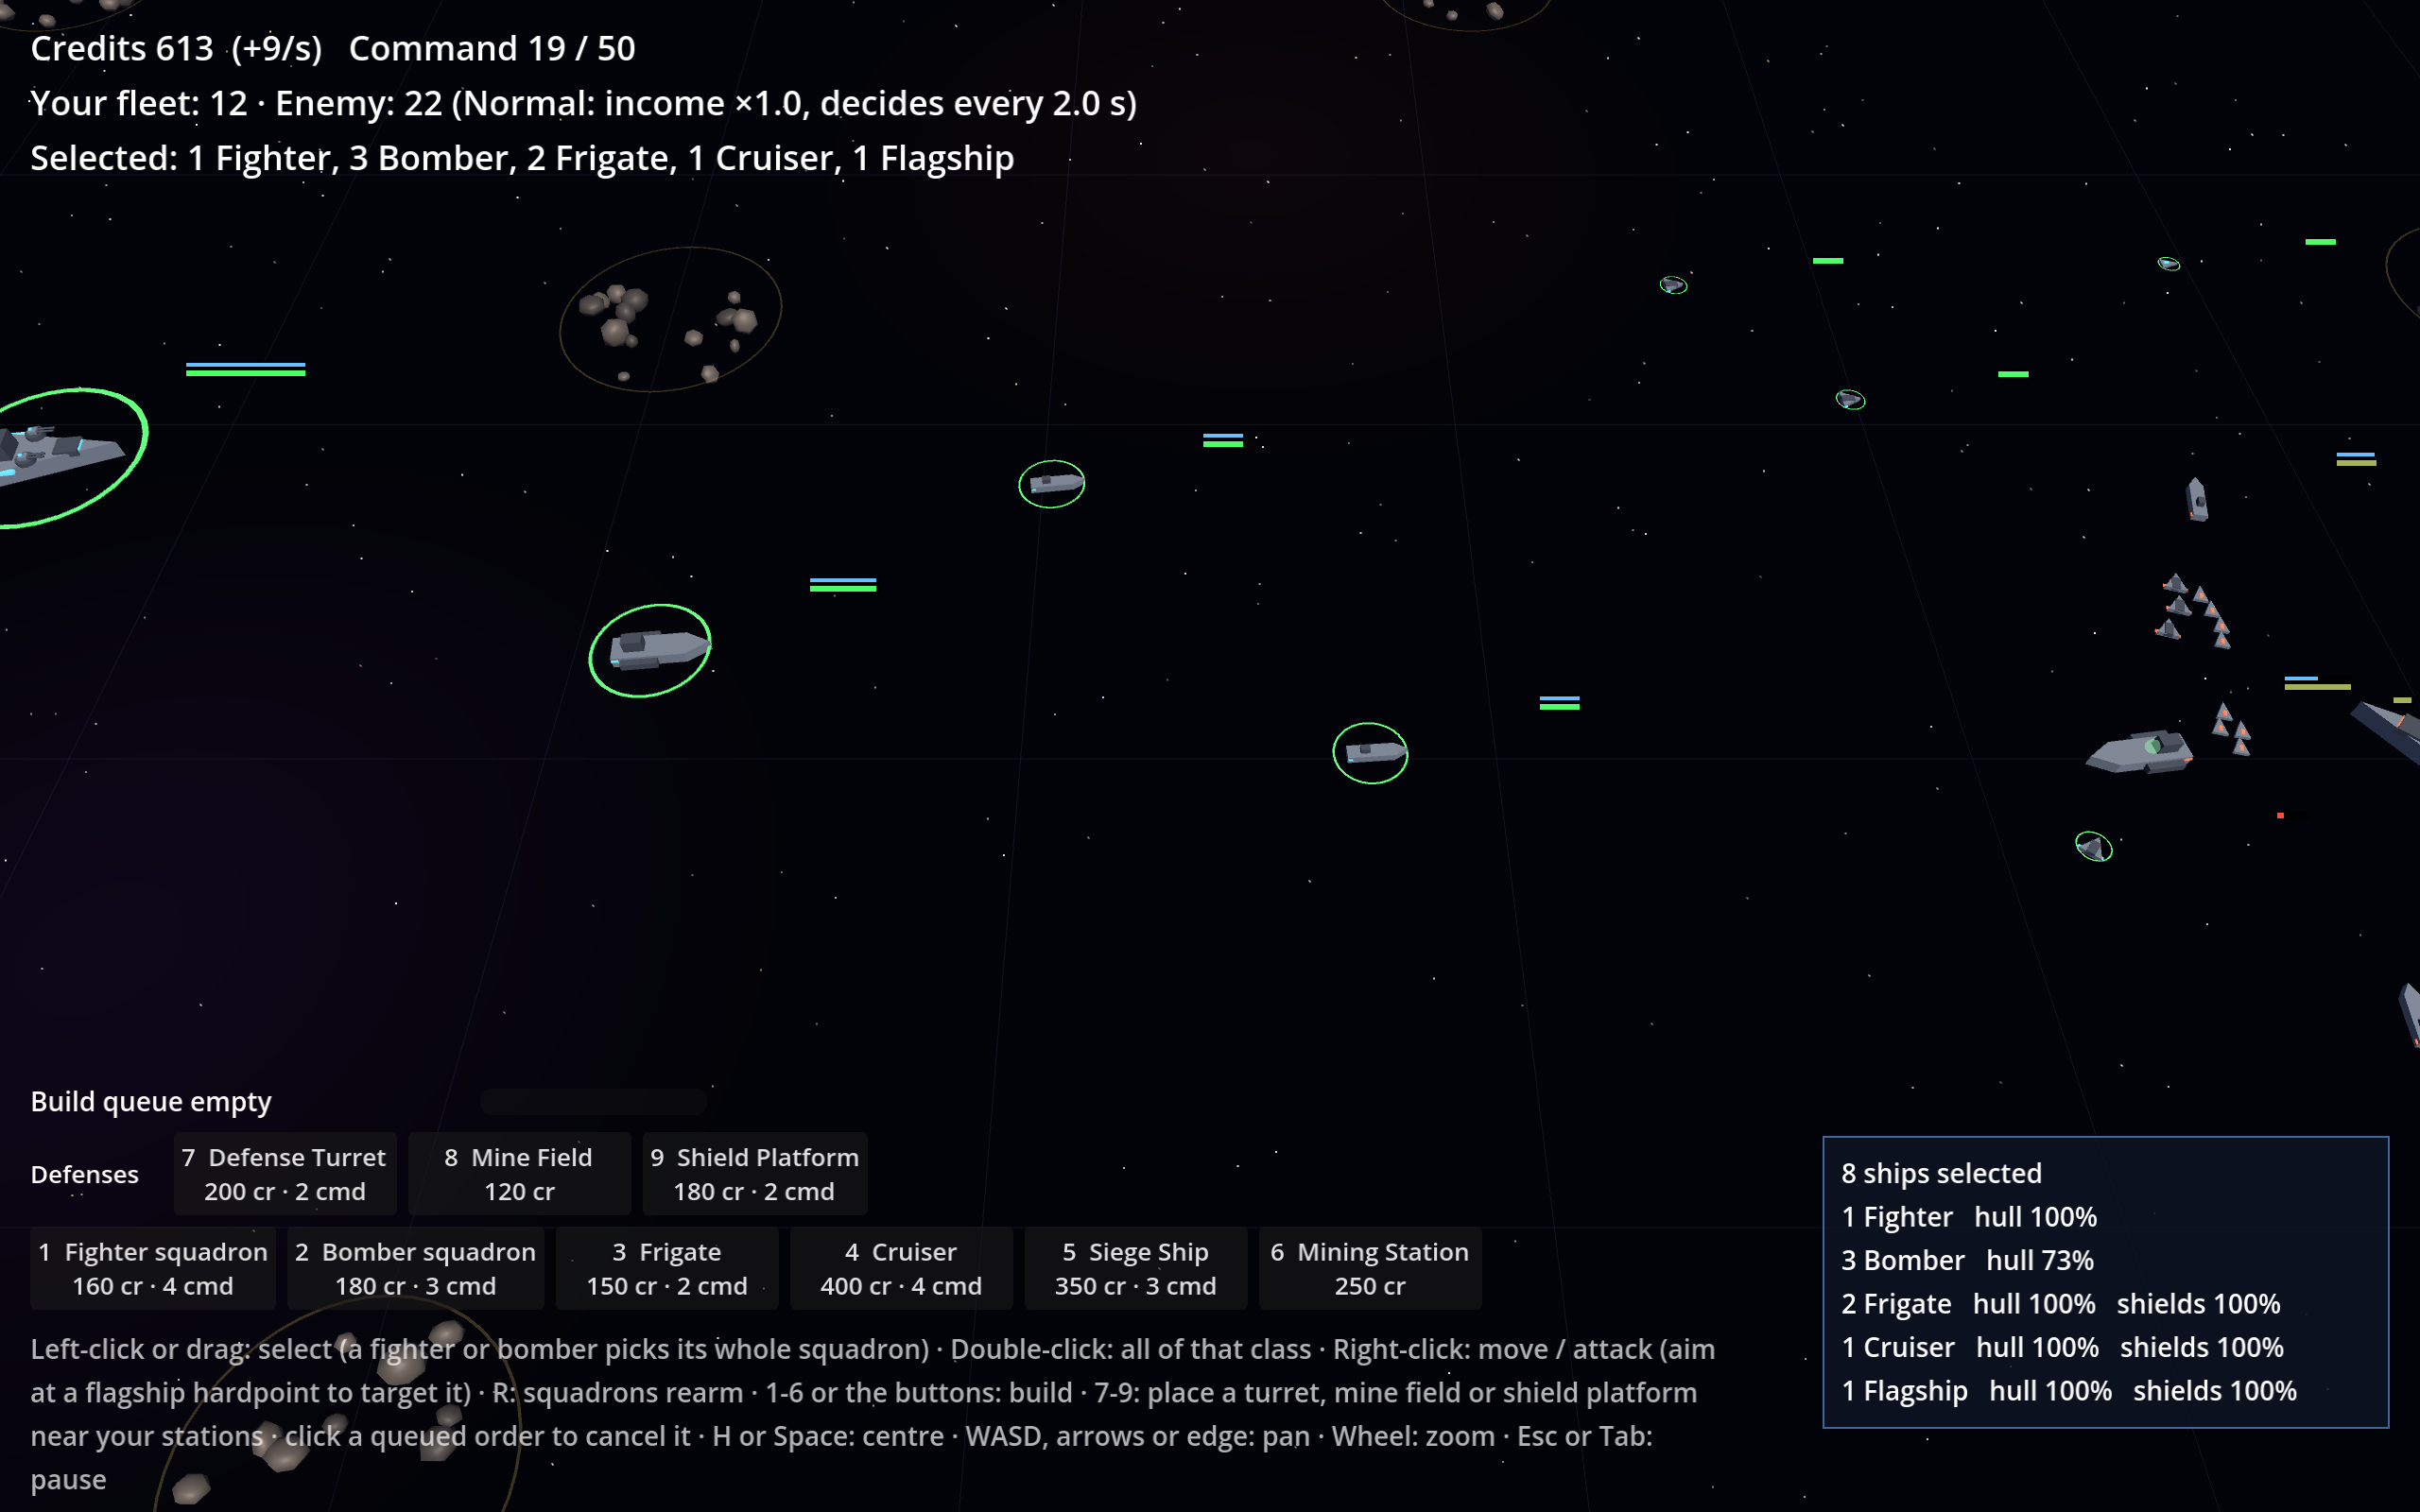 Credits 613 (+9/s) Command 19 / 50
Your fleet: 12 · Enemy: 22 (Normal: income ×1.0, decides every 2.0 s)
Selected: 1 Fighter, 3 Bomber, 2 Frigate, 1 Cruiser, 1 Flagship
Build queue empty
Defenses
7 Defense Turret
200 cr · 2 cmd
8 Mine Field
120 cr
9 Shield Platform
180 cr · 2 cmd
1 Fighter squadron
160 cr · 4 cmd
2 Bomber squadron
180 cr · 3 cmd
3 Frigate
150 cr · 2 cmd
4 Cruiser
400 cr · 4 cmd
5 Siege Ship
350 cr · 3 cmd
6 Mining Station
250 cr
Left-click or drag: select (a fighter or bomber picks its whole squadron) · Double-click: all of that class · Right-click: move / attack (aim
at a flagship hardpoint to target it) · R: squadrons rearm · 1-6 or the buttons: build · 7-9: place a turret, mine field or shield platform
near your stations · click a queued order to cancel it · H or Space: centre · WASD, arrows or edge: pan · Wheel: zoom · Esc or Tab:
pause
8 ships selected
1 Fighter hull 100%
3 Bomber hull 73%
2 Frigate hull 100% shields 100%
1 Cruiser hull 100% shields 100%
1 Flagship hull 100% shields 100%